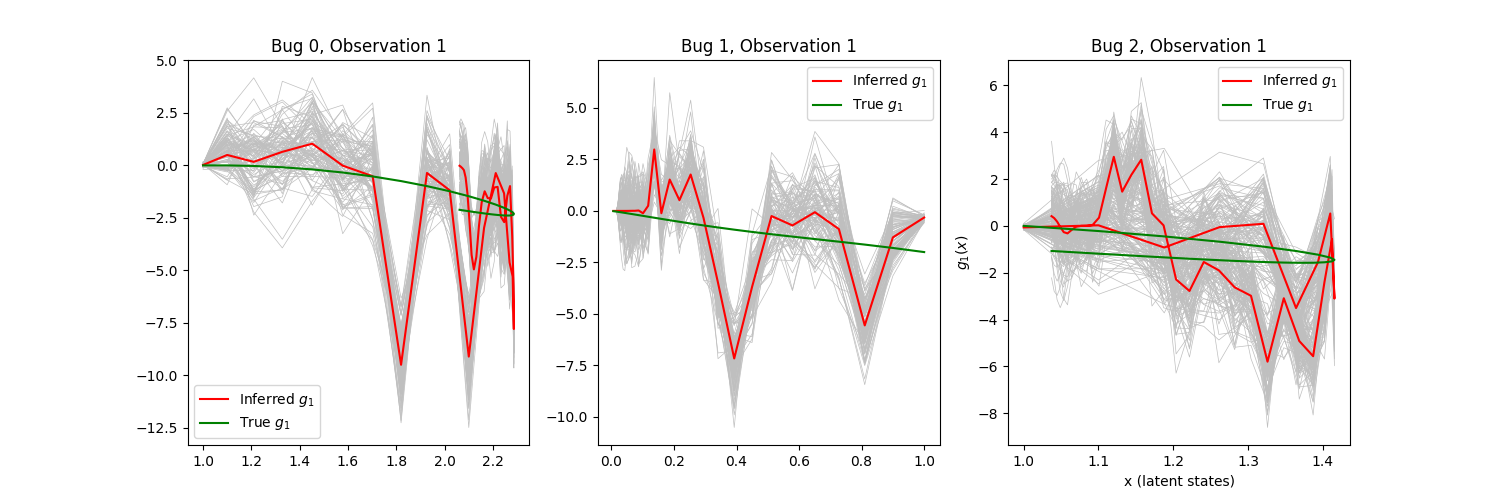 Bug 0, Observation 1
5.0
2.5
0.0
−2.5
−5.0
−7.5
−10.0
−12.5
Inferred g₁
True g₁
1.0 1.2 1.4 1.6 1.8 2.0 2.2
Bug 1, Observation 1
Inferred g₁
True g₁
5.0
2.5
0.0
−2.5
−5.0
−7.5
−10.0
0.0 0.2 0.4 0.6 0.8 1.0
Bug 2, Observation 1
Inferred g₁
True g₁
g₁(x)
6
4
2
0
−2
−4
−6
−8
1.0 1.1 1.2 1.3 1.4
x (latent states)